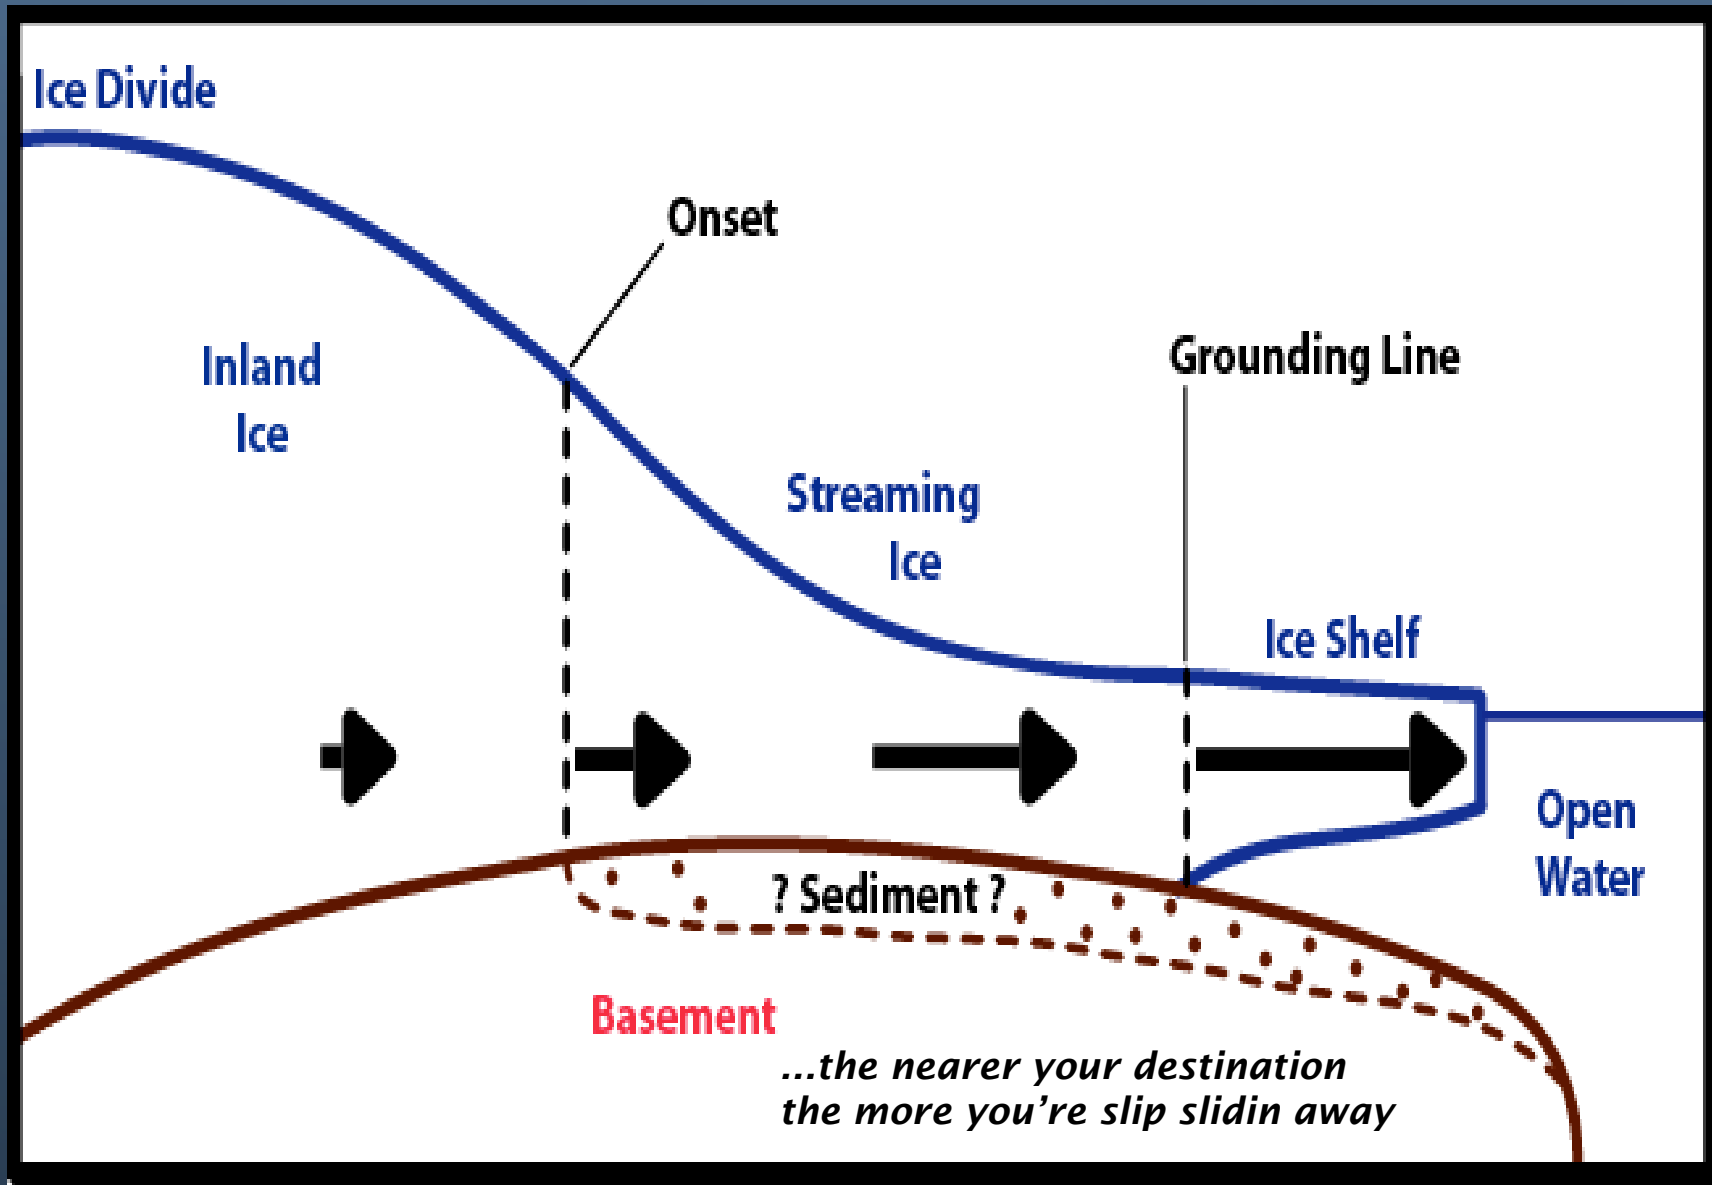 Ice Divide
Onset
Inland
Ice
Grounding Line
Streaming
Ice
Ice Shelf
Open
Water
? Sediment ?
Basement
...the nearer your destination
the more you're slip slidin away